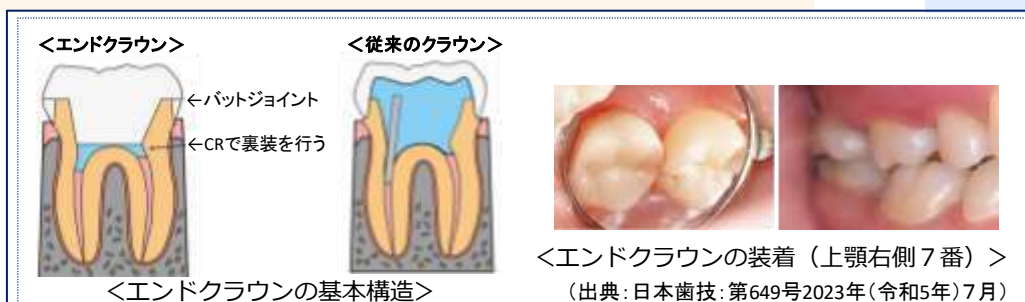 ＜エンドクラウン＞
＜従来のクラウン＞
←バットジョイント
←CRで裏装を行う
＜エンドクラウンの基本構造＞
＜エンドクラウンの装着（上顎右側７番）＞
（出典：日本歯技：第649号2023年（令和5年）７月）